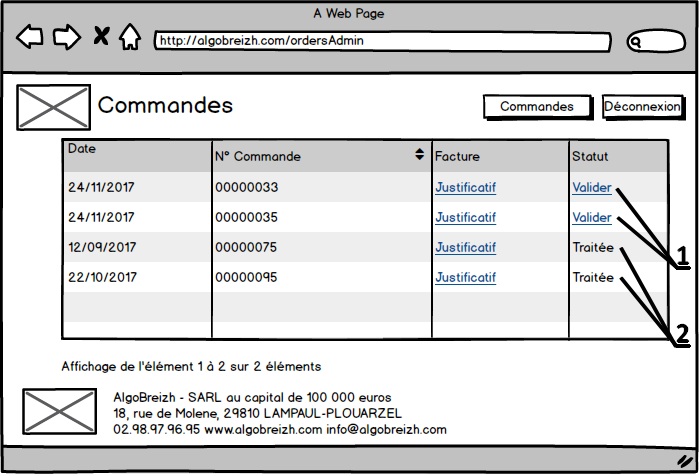 A Web Page
http://algobreizh.com/ordersAdmin
Commandes
Commandes
Déconnexion
Date N° Commande Facture Statut
24/11/2017 00000033 Justificatif Valider
24/11/2017 00000035 Justificatif Valider
12/09/2017 00000075 Justificatif Traitée
22/10/2017 00000095 Justificatif Traitée
1
2
Affichage de l'élément 1 à 2 sur 2 éléments
AlgoBreizh - SARL au capital de 100 000 euros
18, rue de Molene, 29810 LAMPAUL-PLOUARZEL
02.98.97.96.95 www.algobreizh.com info@algobreizh.com